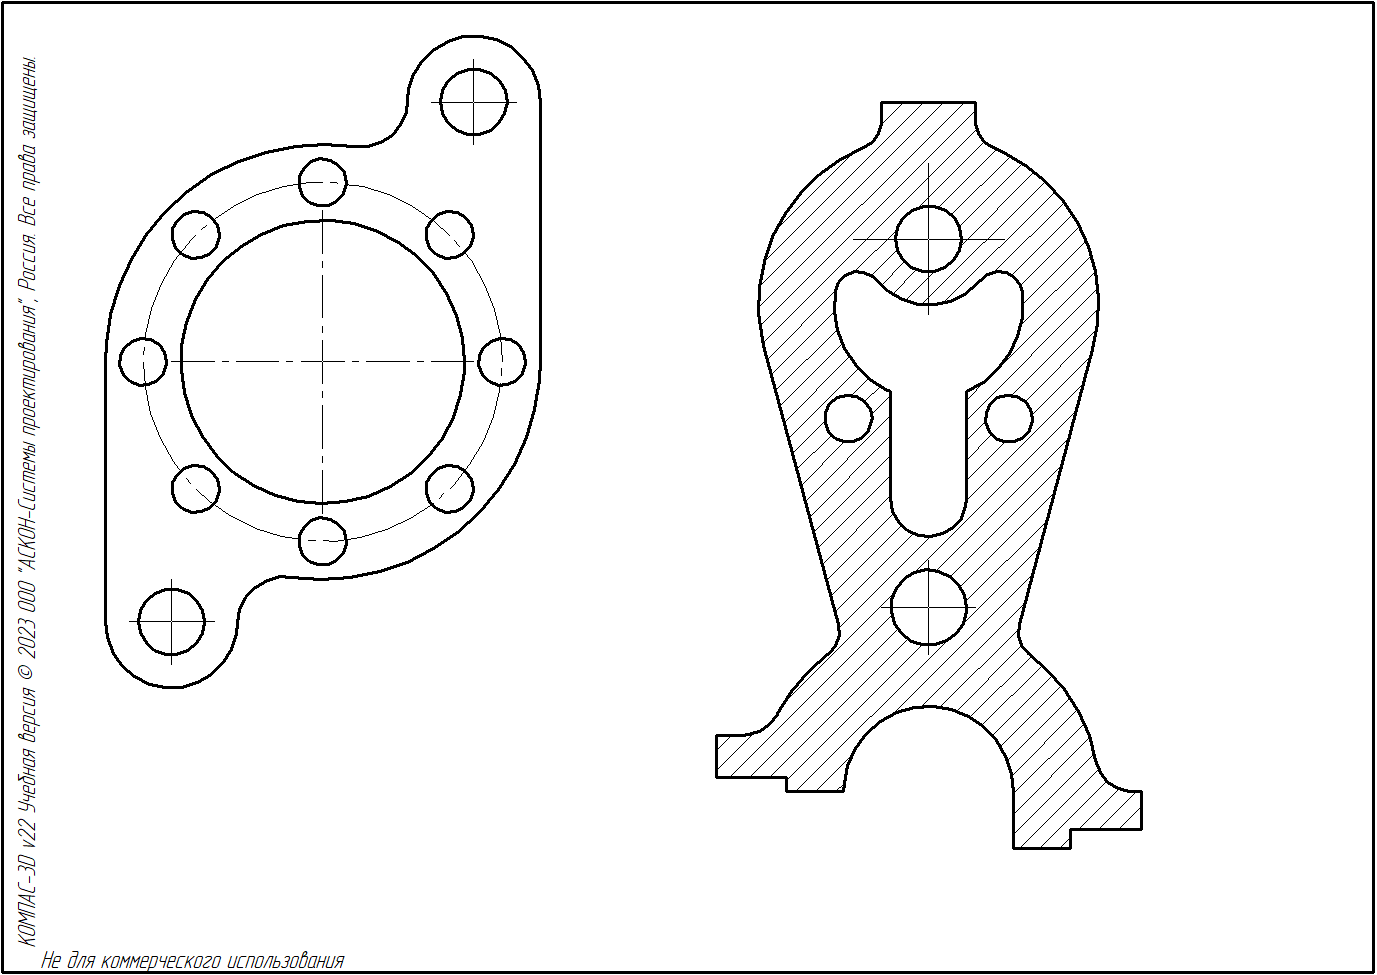 КОМПАС-3D v22 Учебная версия © 2023 ООО "АСКОН-Системы проектирования", Россия. Все права защищены.
Не для коммерческого использования